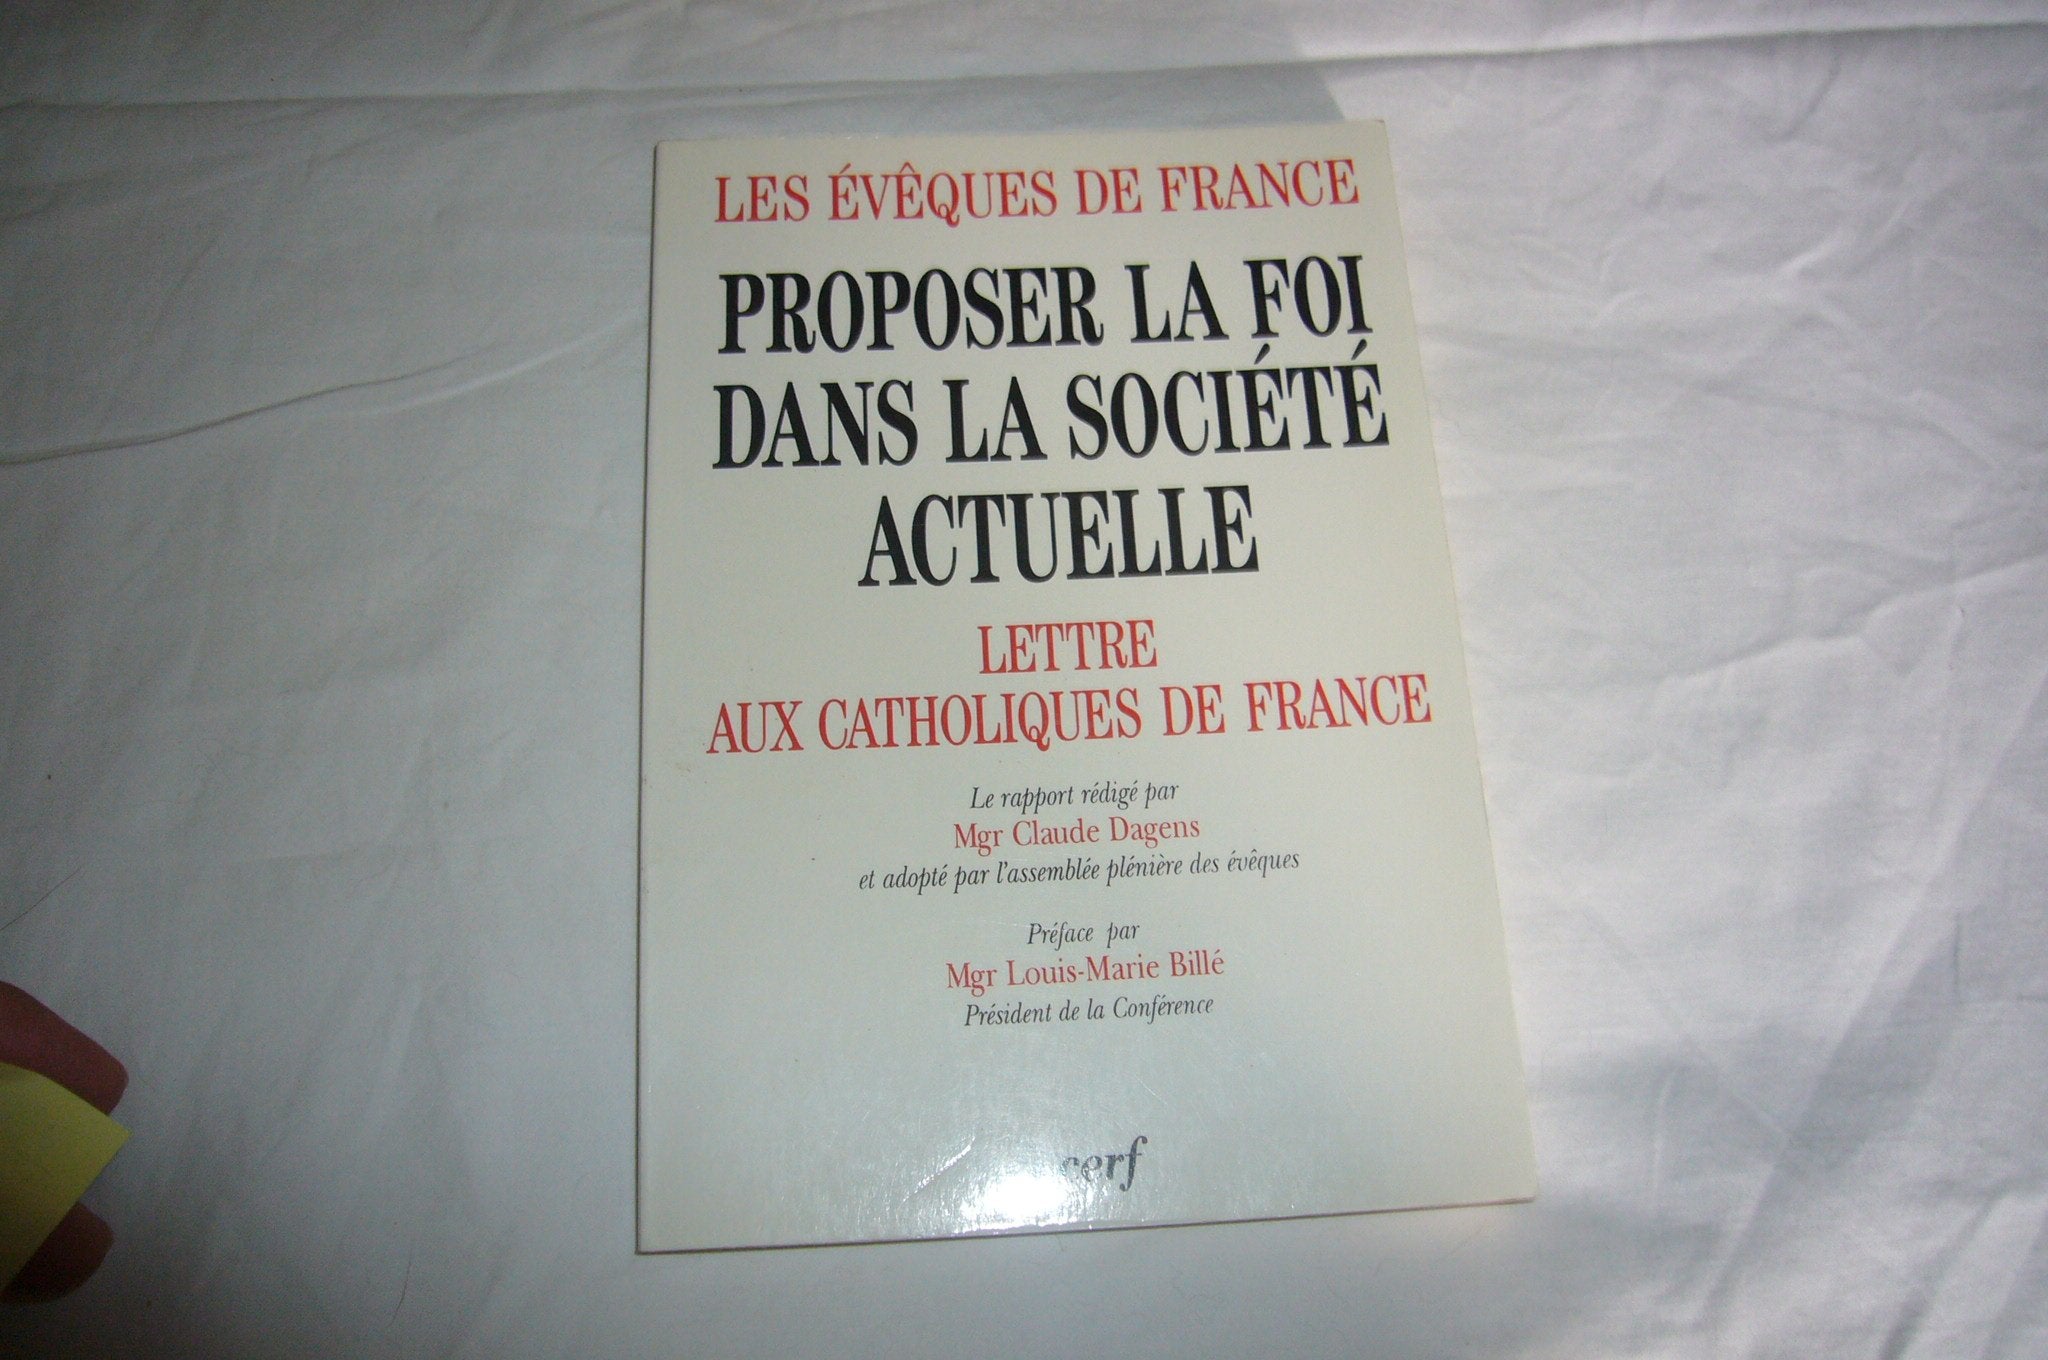 LES ÉVÊQUES DE FRANCE
PROPOSER LA FOI
DANS LA SOCIÉTÉ
ACTUELLE
LETTRE
AUX CATHOLIQUES DE FRANCE
Le rapport rédigé par
Mgr Claude Dagens
et adopté par l'assemblée plénière des évêques
Préface par
Mgr Louis-Marie Billé
Président de la Conférence
cerf